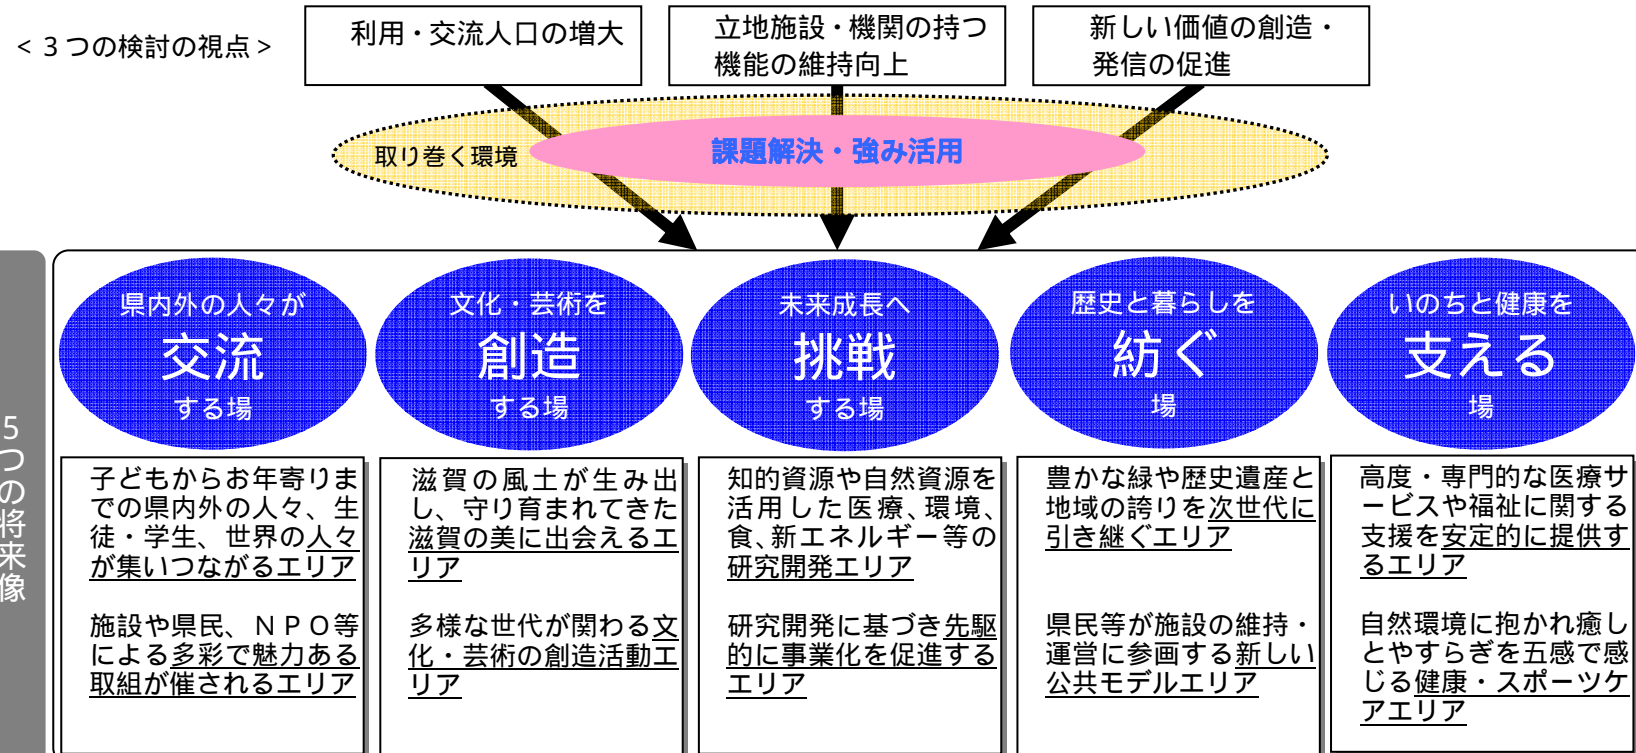 <３つの検討の視点>
利用・交流人口の増大
立地施設・機関の持つ
機能の維持向上
新しい価値の創造・
発信の促進
取り巻く環境
課題解決・強み活用
5つの将来像
県内外の人々が
交流
する場
文化・芸術を
創造
する場
未来成長へ
挑戦
する場
歴史と暮らしを
紡ぐ
場
いのちと健康を
支える
場
子どもからお年寄りま
での県内外の人々、生
徒・学生、世界の人々
が集いつながるエリア
施設や県民、ＮＰＯ等
による多彩で魅力ある
取組が催されるエリア
滋賀の風土が生み出
し、守り育まれてきた
滋賀の美に出会えるエ
リア
多様な世代が関わる文
化・芸術の創造活動エ
リア
知的資源や自然資源を
活用した医療、環境、
食、新エネルギー等の
研究開発エリア
研究開発に基づき先駆
的に事業化を促進する
エリア
豊かな緑や歴史遺産と
地域の誇りを次世代に
引き継ぐエリア
県民等が施設の維持・
運営に参画する新しい
公共モデルエリア
高度・専門的な医療サ
ービスや福祉に関する
支援を安定的に提供す
るエリア
自然環境に抱かれ癒し
とやすらぎを五感で感
じる健康・スポーツケ
アエリア